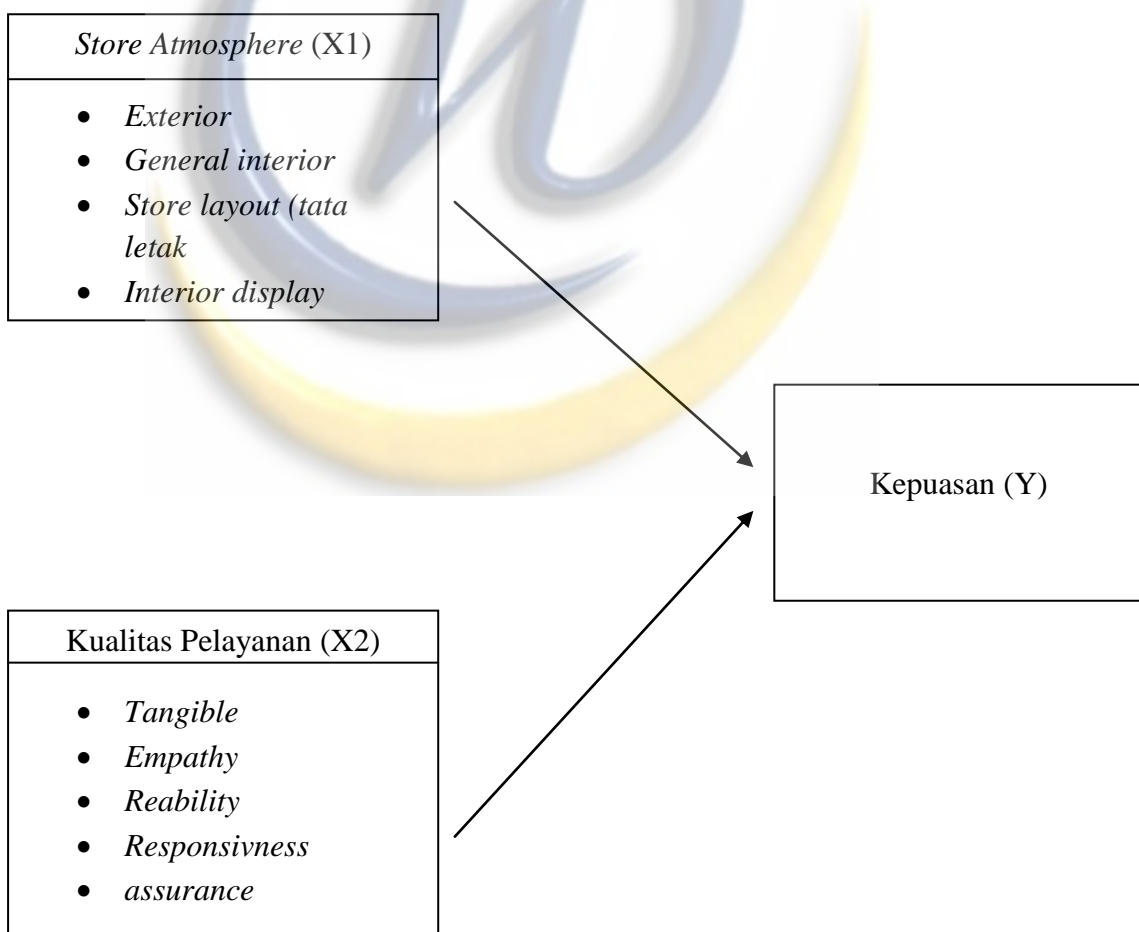 Store Atmosphere (X1)
• Exterior
• General interior
• Store layout (tata
letak
• Interior display
Kepuasan (Y)
Kualitas Pelayanan (X2)
• Tangible
• Empathy
• Reability
• Responsivness
• assurance